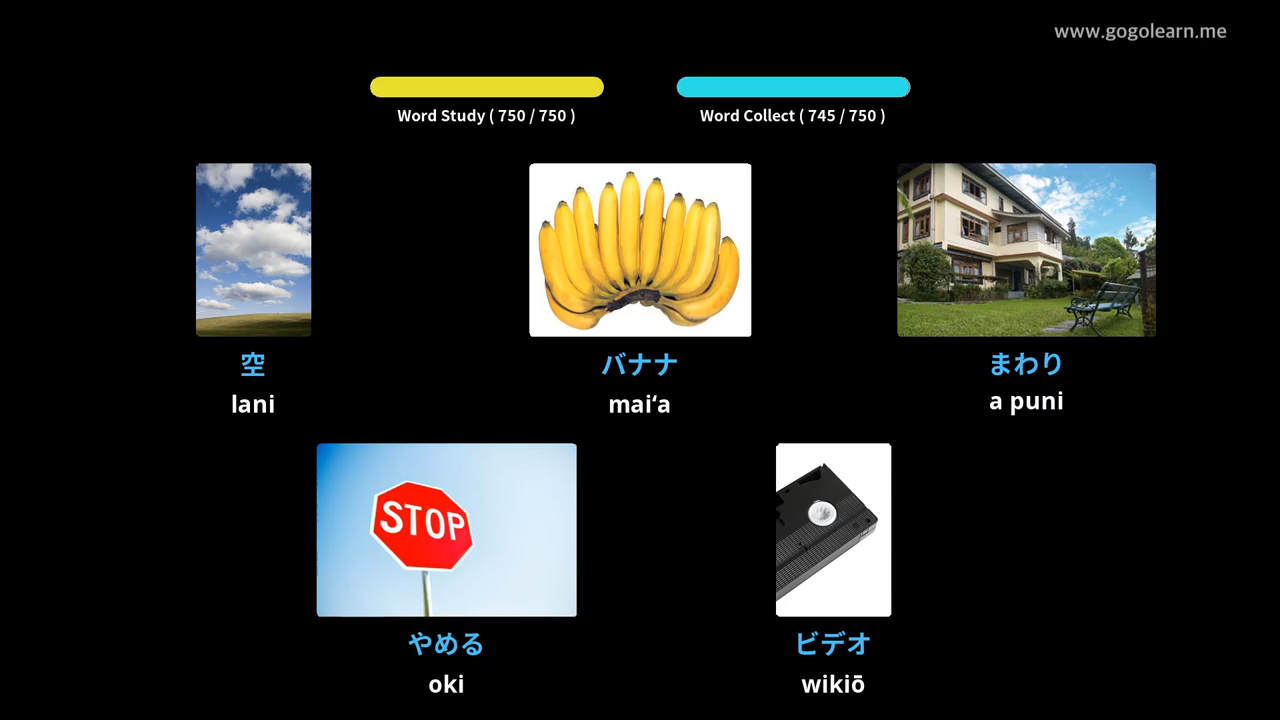 www.gogolearn.me
Word Study ( 750 / 750 )
Word Collect ( 745 / 750 )
空
lani
バナナ
maiʻa
まわり
a puni
STOP
やめる
oki
ビデオ
wikiō